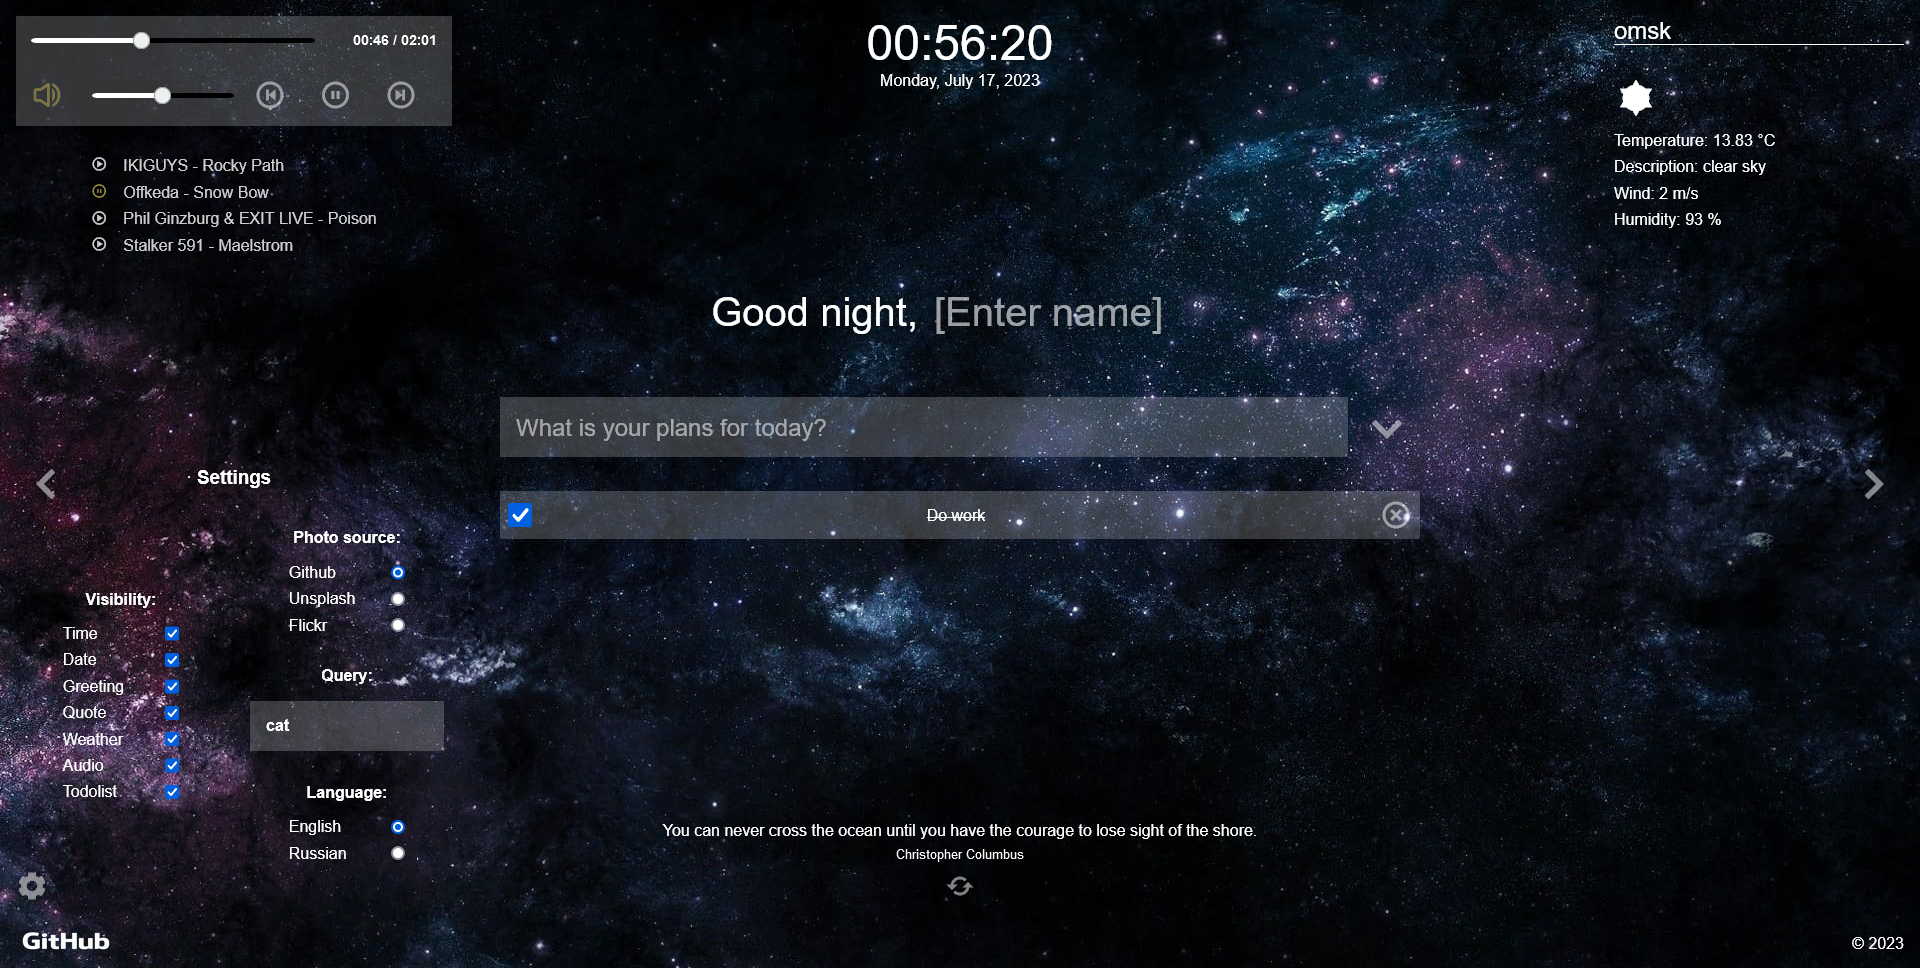 00:46 / 02:01
IKIGUYS - Rocky Path
Offkeda - Snow Bow
Phil Ginzburg & EXIT LIVE - Poison
Stalker 591 - Maelstrom
00:56:20
Monday, July 17, 2023
omsk
Temperature: 13.83 °C
Description: clear sky
Wind: 2 m/s
Humidity: 93 %
Good night, [Enter name]
What is your plans for today?
Do work
Settings
Visibility:
Time
Date
Greeting
Quote
Weather
Audio
Todolist
Photo source:
Github
Unsplash
Flickr
Query:
cat
Language:
English
Russian
You can never cross the ocean until you have the courage to lose sight of the shore.
Christopher Columbus
GitHub
© 2023